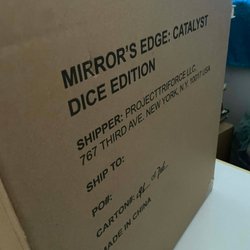 MIRROR'S EDGE: CATALYST
DICE EDITION
SHIPPER: PROJECTTRIFORCE LLC.
767 THIRD AVE. NEW YORK, N.Y. 10017 USA
SHIP TO:
PO#:
CARTON#:
MADE IN CHINA